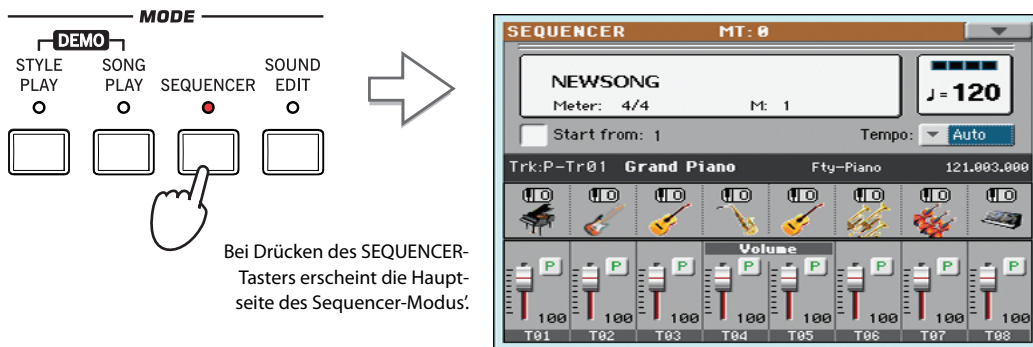 MODE
DEMO
STYLE PLAY
SONG PLAY
SEQUENCER
SOUND EDIT
Bei Drücken des SEQUENCER-
Tasters erscheint die Haupt-
seite des Sequencer-Modus'.
SEQUENCER MT: 0
NEWSONG
Meter: 4/4 M: 1
♩ = 120
Start from: 1 Tempo: Auto
Trk:P-Tr01 Grand Piano Fty-Piano 121.003.000
Volume
P P P P P P P P
100 100 100 100 100 100 100 100
T01 T02 T03 T04 T05 T06 T07 T08